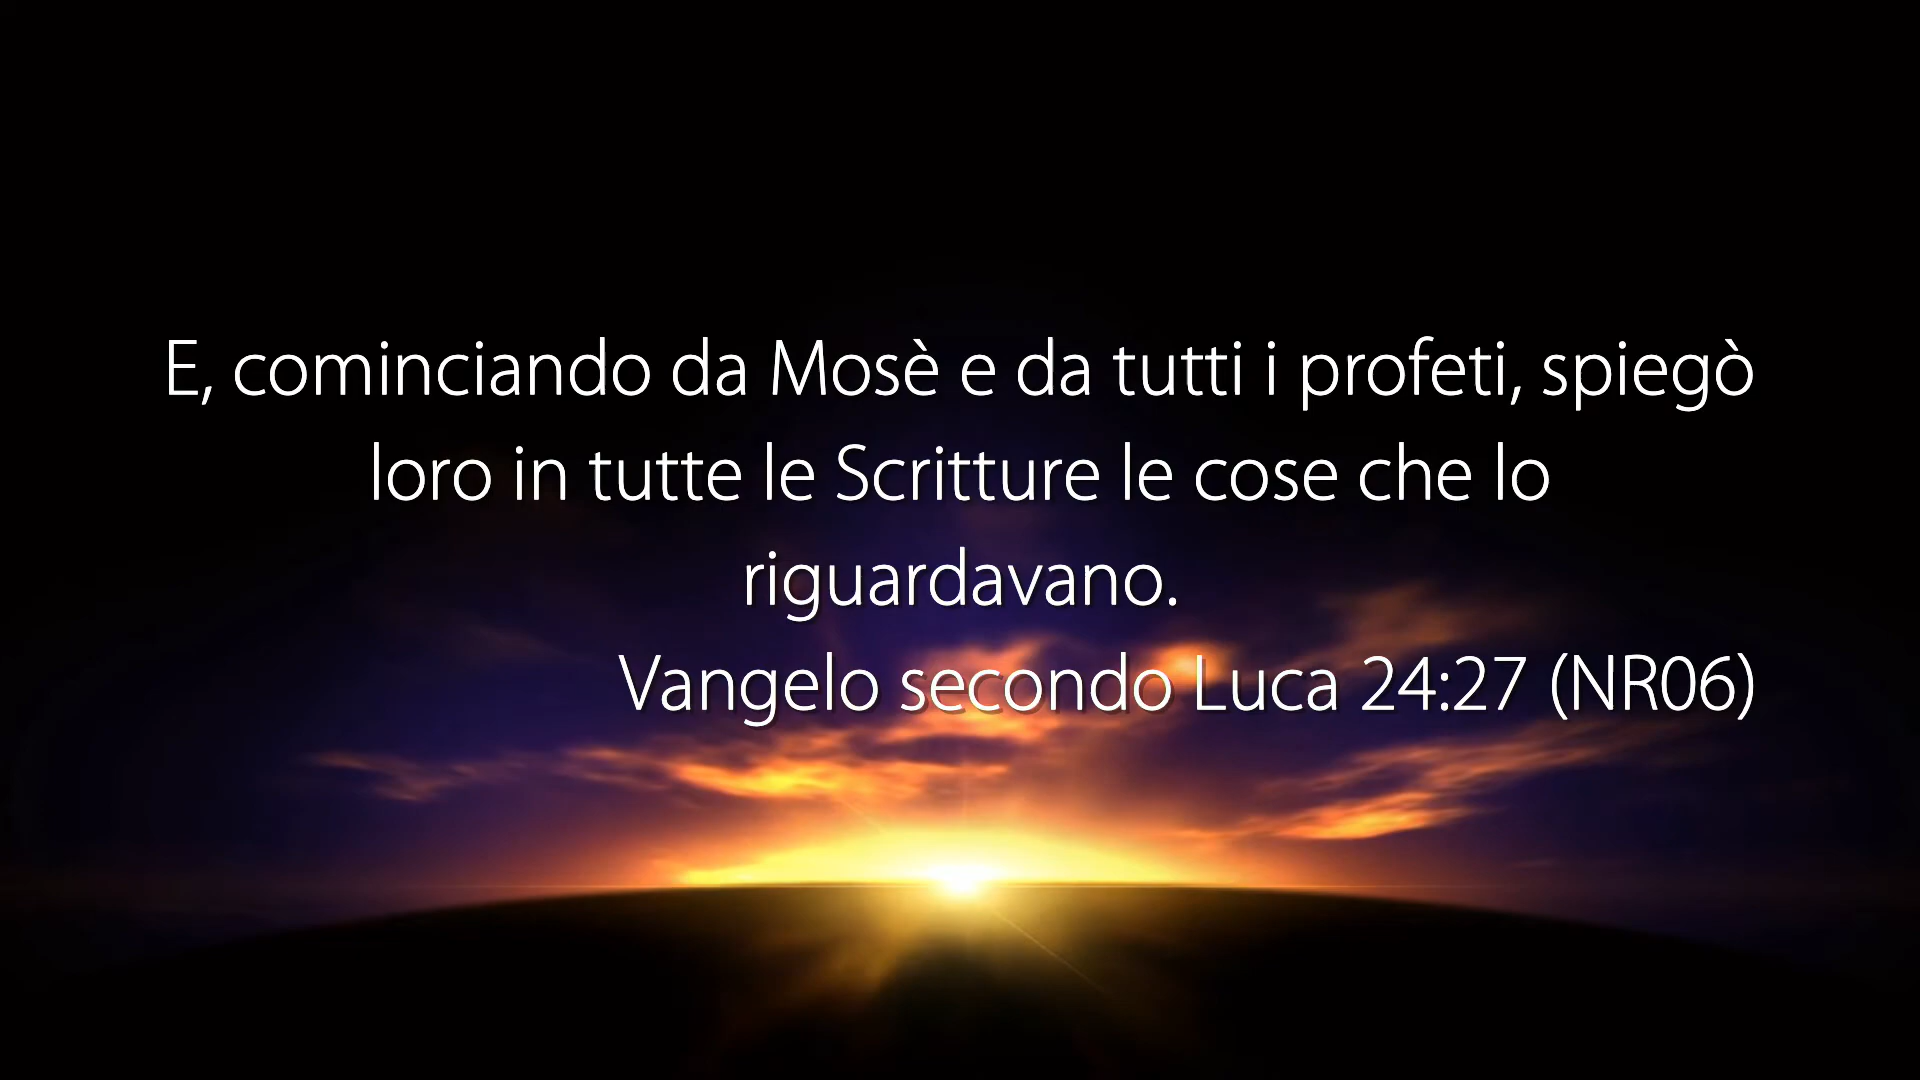 E, cominciando da Mosè e da tutti i profeti, spiegò
loro in tutte le Scritture le cose che lo
riguardavano.
Vangelo secondo Luca 24:27 (NR06)